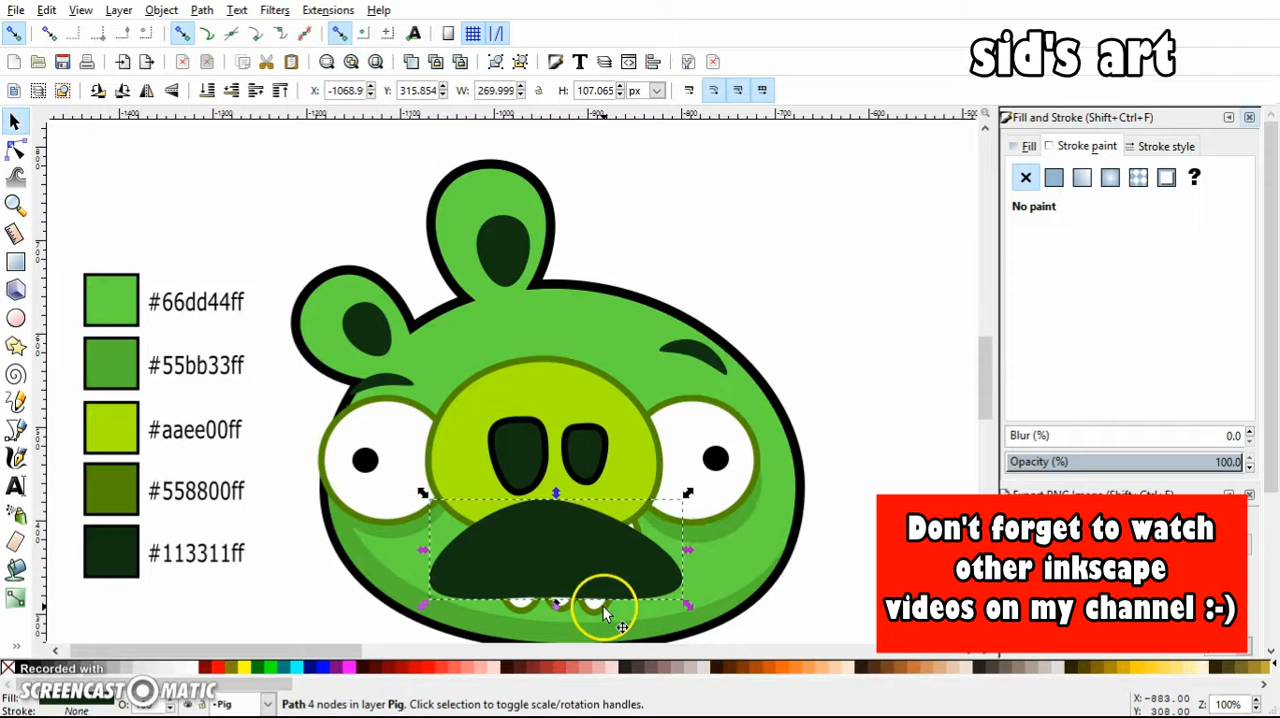 File Edit View Layer Object Path Text Filters Extensions Help
sid's art
X: -1068.9 Y: 315.854 W: 269.999 H: 107.065 px
Fill and Stroke (Shift+Ctrl+F)
Fill Stroke paint Stroke style
No paint
#66dd44ff
#55bb33ff
#aaee00ff
#558800ff
#113311ff
Blur (%) 0.0
Opacity (%) 100.0
Don't forget to watch
other inkscape
videos on my channel :-)
Recorded with
SCREENCAST MATIC
Fill:
Stroke: None
O:
Pig
Path 4 nodes in layer Pig. Click selection to toggle scale/rotation handles.
X: -883.00
Y: 308.00
Z: 100%